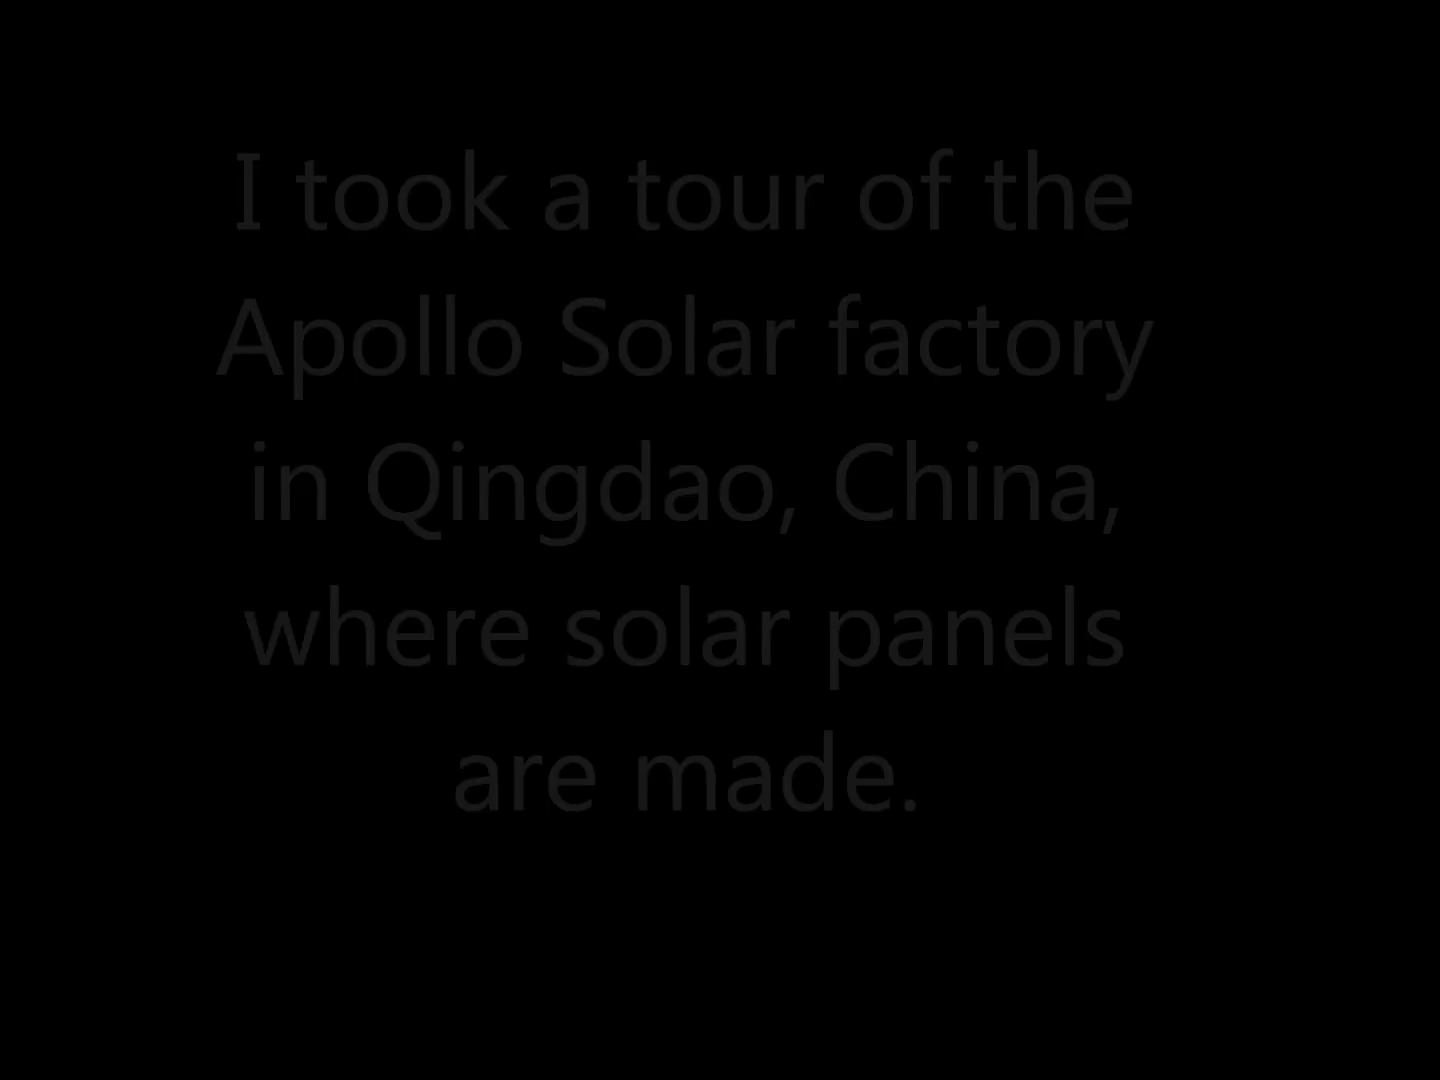 I took a tour of the
Apollo Solar factory
in Qingdao, China,
where solar panels
are made.